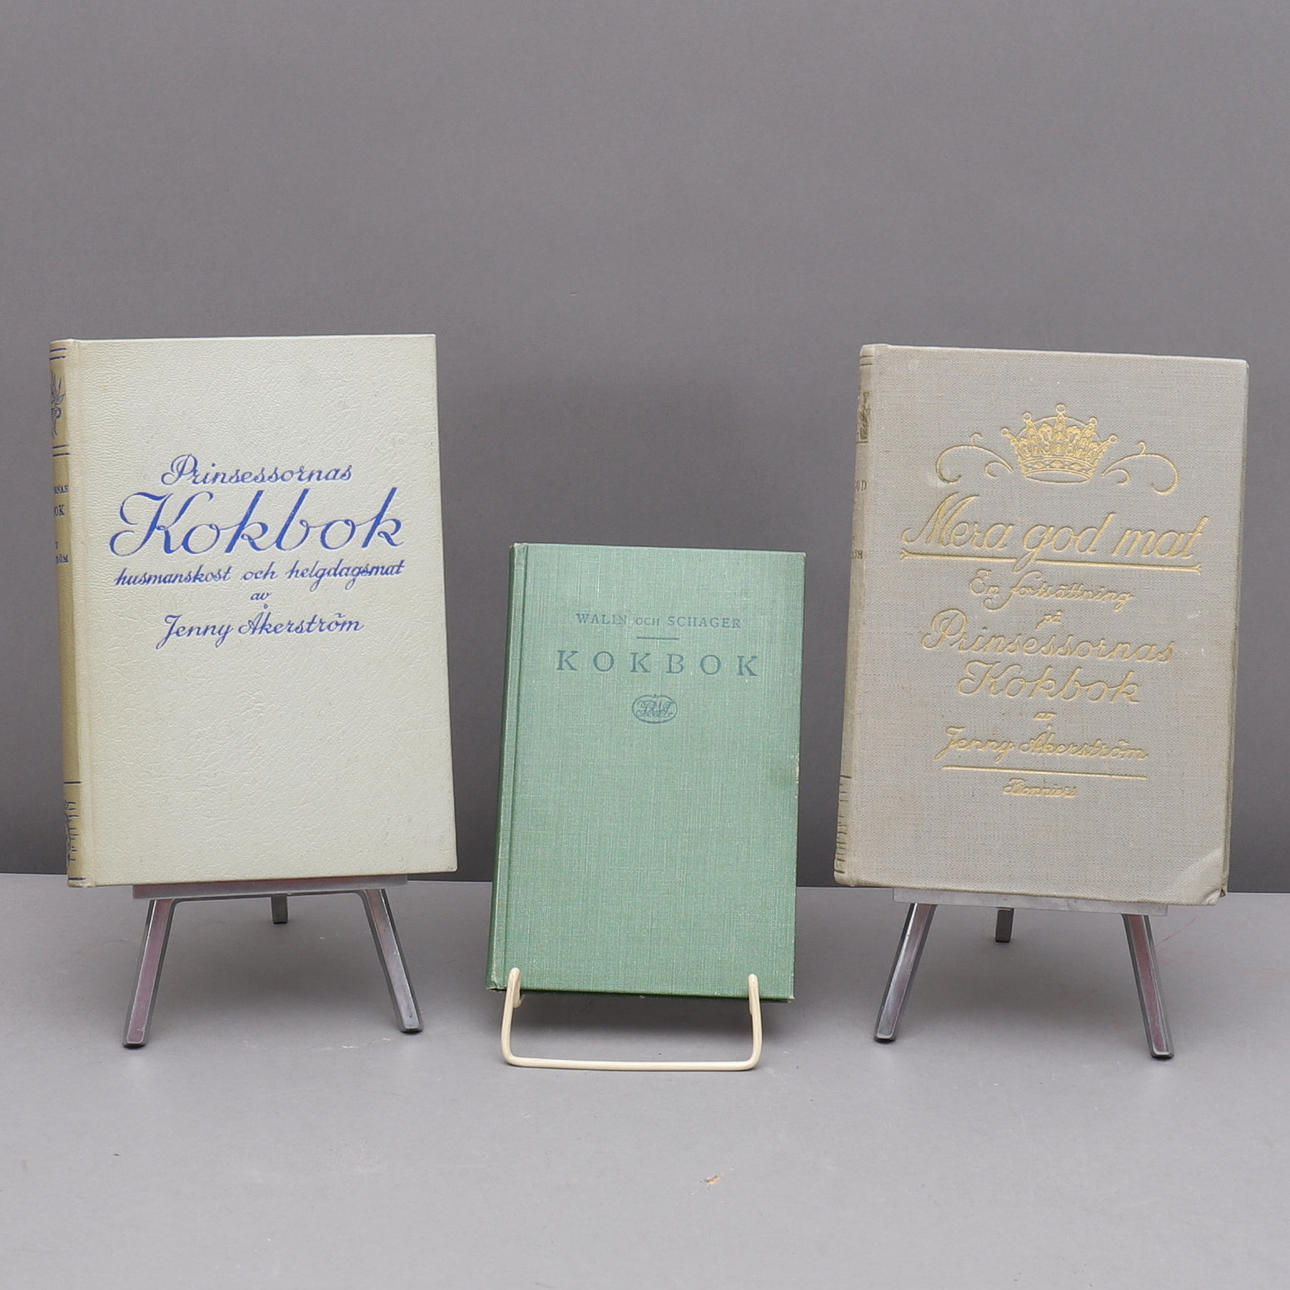 Prinsessornas
Kokbok
husmanskost och helgdagsmat
av
Jenny Åkerström
WALIN OCH SCHAGER
KOKBOK
Mera god mat
En fortsättning
på
Prinsessornas
Kokbok
av
Jenny Åkerström
Bonniers